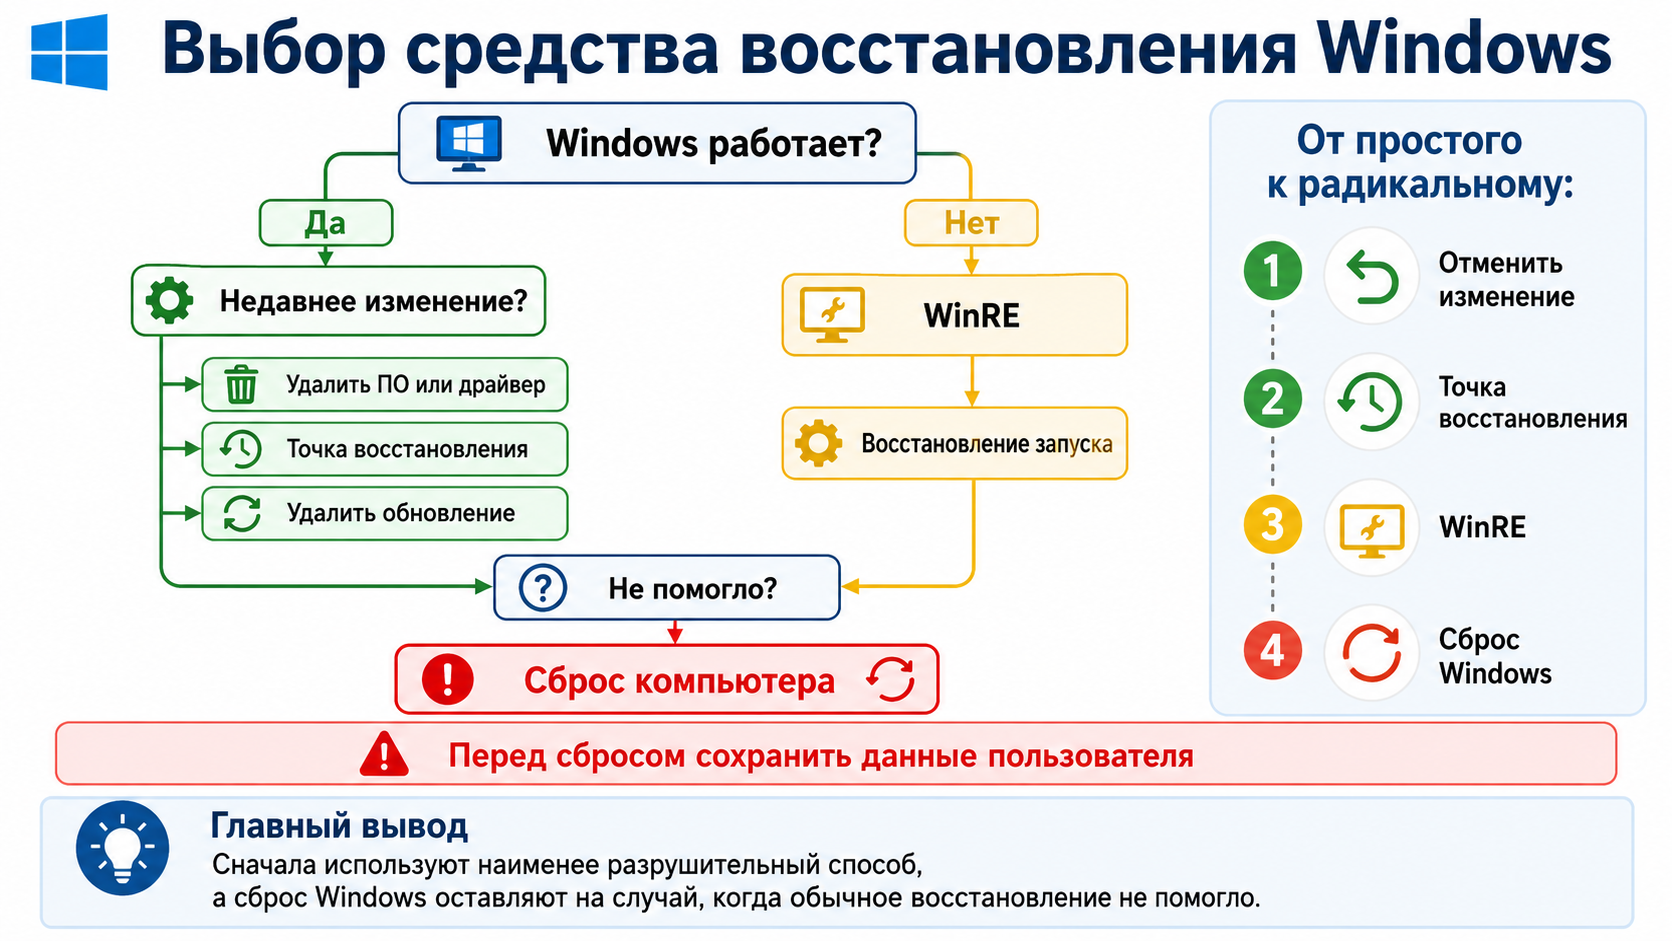 Выбор средства восстановления Windows
Windows работает?
Да
Нет
Недавнее изменение?
Удалить ПО или драйвер
Точка восстановления
Удалить обновление
WinRE
Восстановление запуска
Не помогло?
Сброс компьютера
От простого
к радикальному:
1
Отменить
изменение
2
Точка
восстановления
3
WinRE
4
Сброс
Windows
Перед сбросом сохранить данные пользователя
Главный вывод
Сначала используют наименее разрушительный способ,
а сброс Windows оставляют на случай, когда обычное восстановление не помогло.